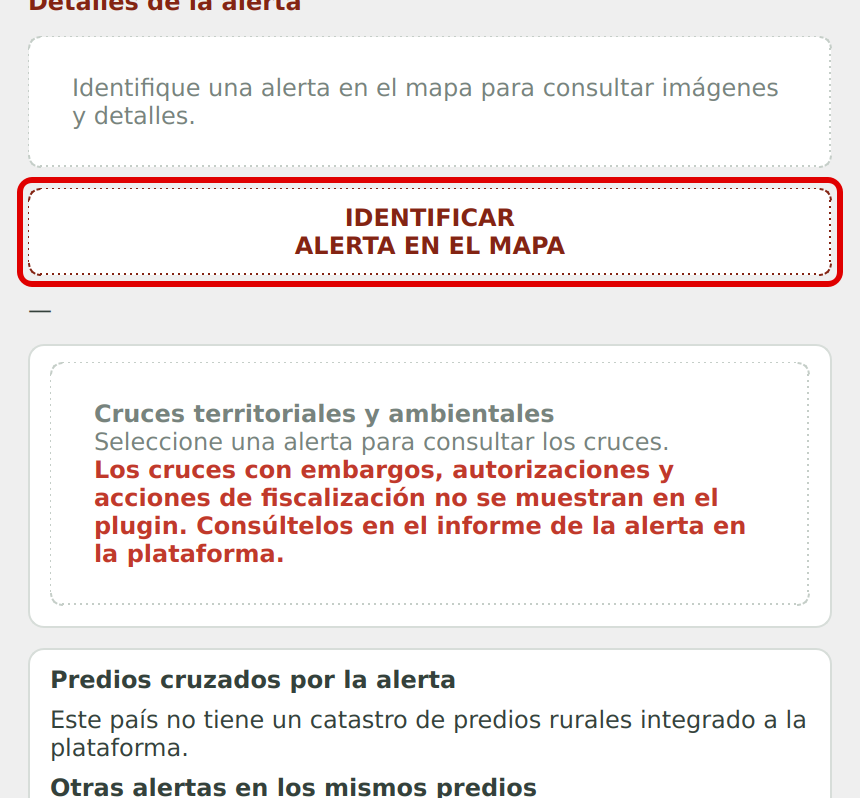 Detalles de la alerta
Identifique una alerta en el mapa para consultar imágenes
y detalles.
IDENTIFICAR
ALERTA EN EL MAPA
—
Cruces territoriales y ambientales
Seleccione una alerta para consultar los cruces.
Los cruces con embargos, autorizaciones y
acciones de fiscalización no se muestran en el
plugin. Consúltelos en el informe de la alerta en
la plataforma.
Predios cruzados por la alerta
Este país no tiene un catastro de predios rurales integrado a la
plataforma.
Otras alertas en los mismos predios